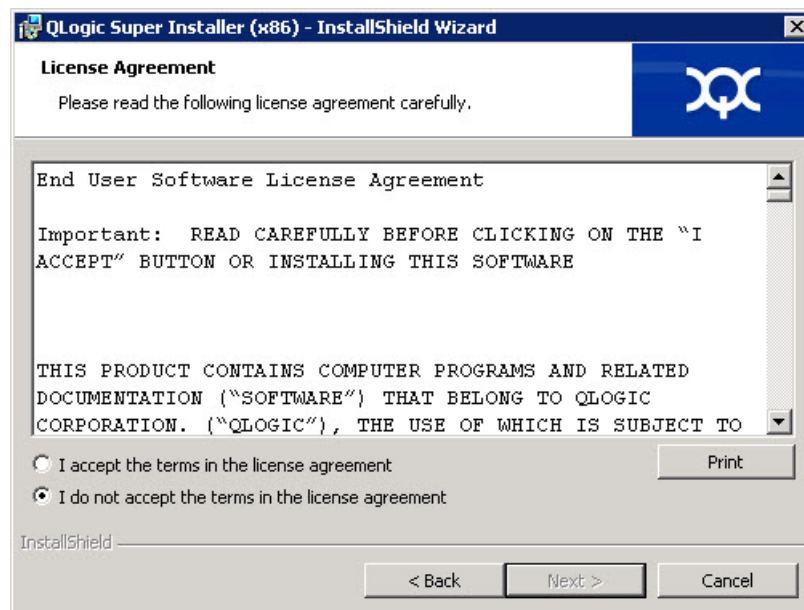 QLogic Super Installer (x86) - InstallShield Wizard
License Agreement
Please read the following license agreement carefully.
End User Software License Agreement
Important:  READ CAREFULLY BEFORE CLICKING ON THE “I
ACCEPT” BUTTON OR INSTALLING THIS SOFTWARE
THIS PRODUCT CONTAINS COMPUTER PROGRAMS AND RELATED
DOCUMENTATION (“SOFTWARE”) THAT BELONG TO QLOGIC
CORPORATION. (“QLOGIC”), THE USE OF WHICH IS SUBJECT TO
I accept the terms in the license agreement
Print
I do not accept the terms in the license agreement
InstallShield
< Back
Next >
Cancel